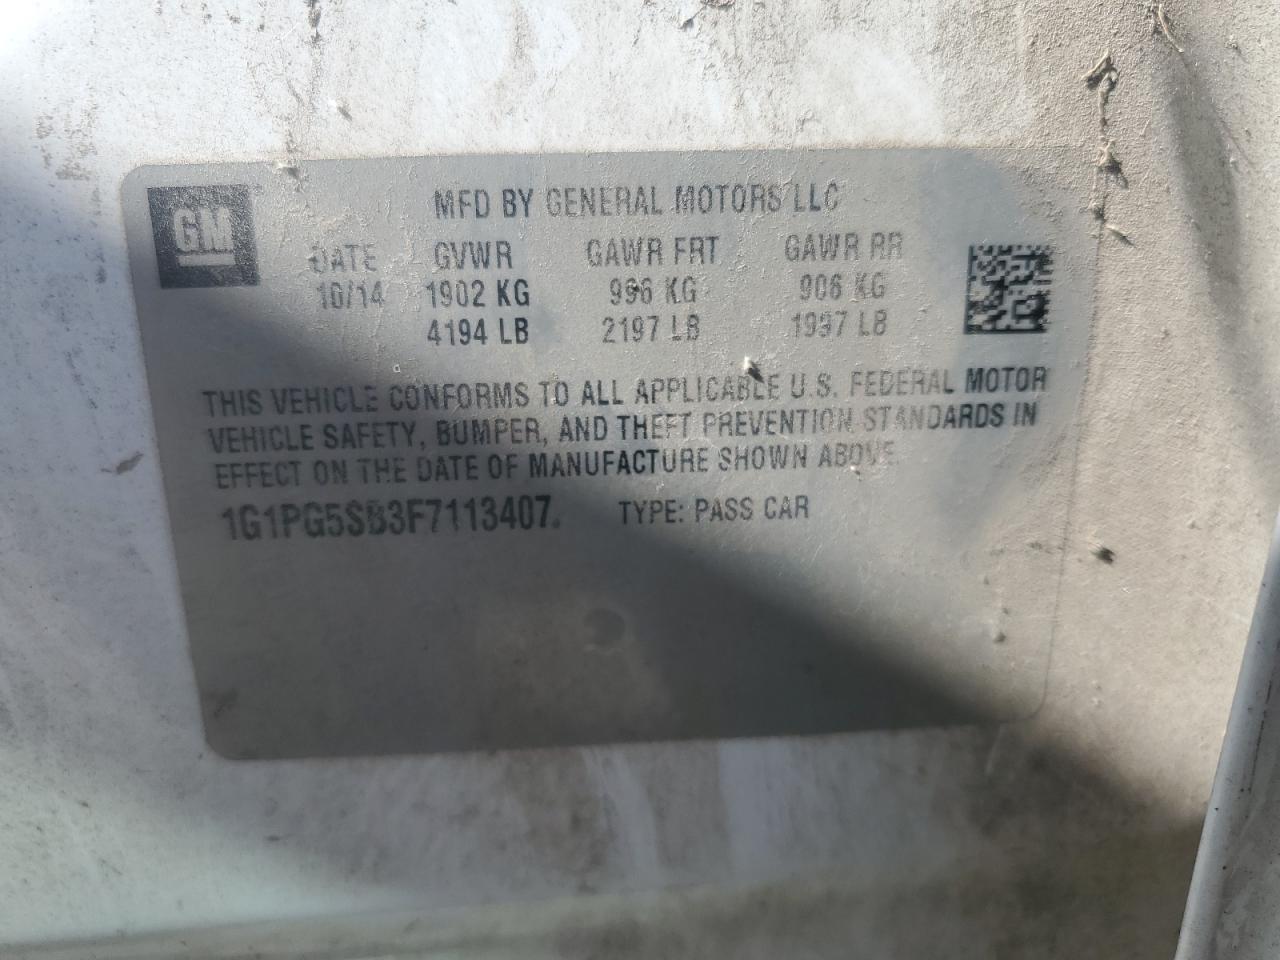 GM
MFD BY GENERAL MOTORS LLC
DATE GVWR GAWR FRT GAWR RR
10/14 1902 KG 996 KG 906 KG
4194 LB 2197 LB 1997 LB
THIS VEHICLE CONFORMS TO ALL APPLICABLE U.S. FEDERAL MOTOR
VEHICLE SAFETY, BUMPER, AND THEFT PREVENTION STANDARDS IN
EFFECT ON THE DATE OF MANUFACTURE SHOWN ABOVE.
1G1PG5SB3F7113407 TYPE: PASS CAR